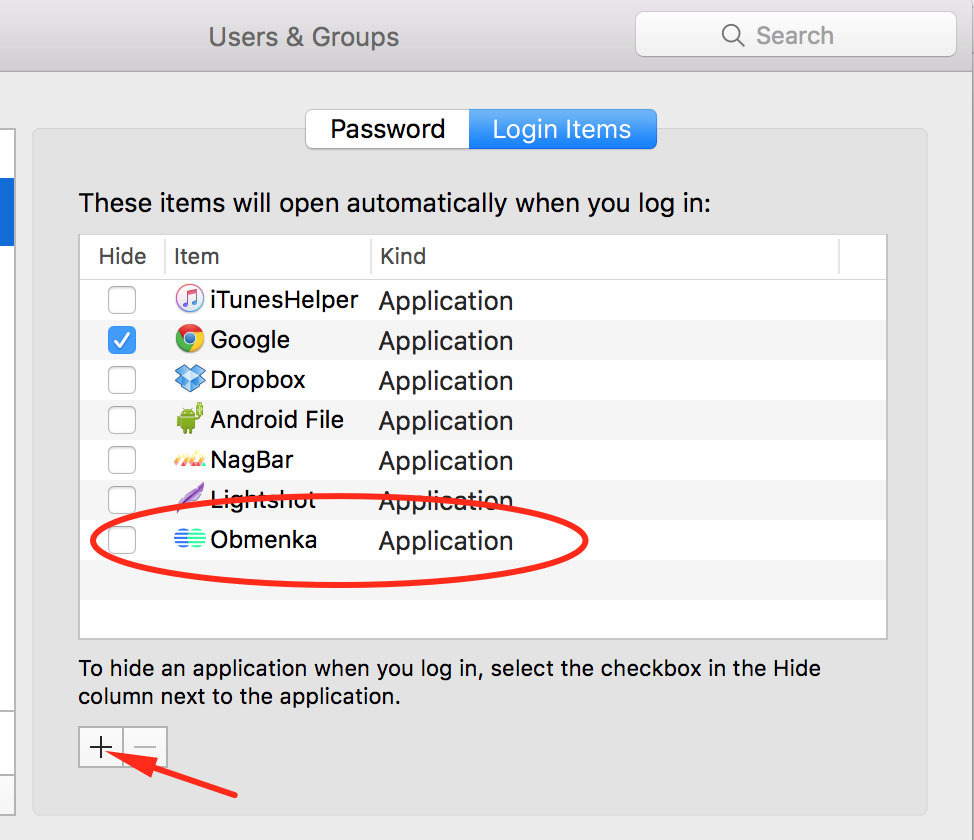 Users & Groups
Search
Password
Login Items
These items will open automatically when you log in:
Hide Item Kind
iTunesHelper Application
Google Application
Dropbox Application
Android File Application
NagBar Application
Lightshot Application
Obmenka Application
To hide an application when you log in, select the checkbox in the Hide
column next to the application.